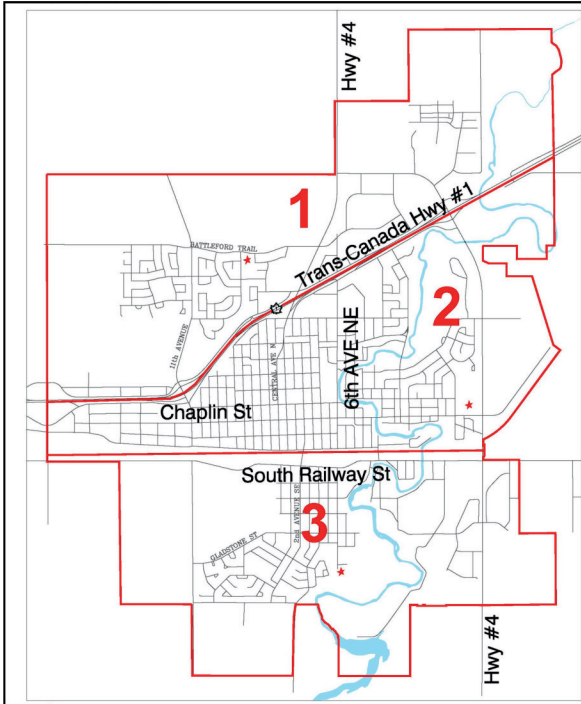 Hwy #4
1
Trans-Canada Hwy #1
BATTLEFORD TRAIL
2
11th AVENUE
CENTRAL AVE N
6th AVE NE
Chaplin St
South Railway St
2nd AVENUE SE
3
GLADSTONE ST
Hwy #4